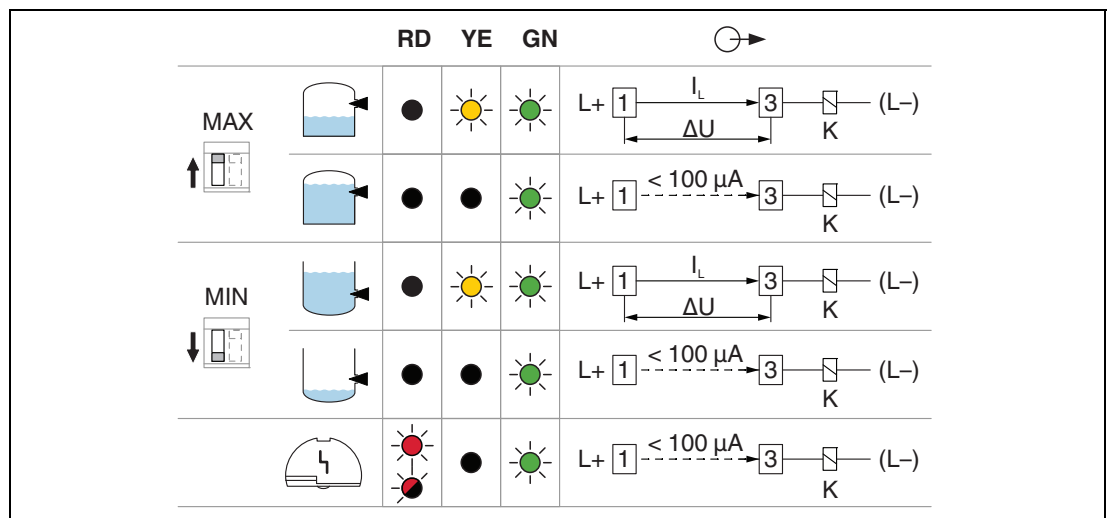 RD YE GN
MAX
L+ 1 I_L 3 (L–)
ΔU K
L+ 1 < 100 µA 3 (L–)
K
MIN
L+ 1 I_L 3 (L–)
ΔU K
L+ 1 < 100 µA 3 (L–)
K
L+ 1 < 100 µA 3 (L–)
K